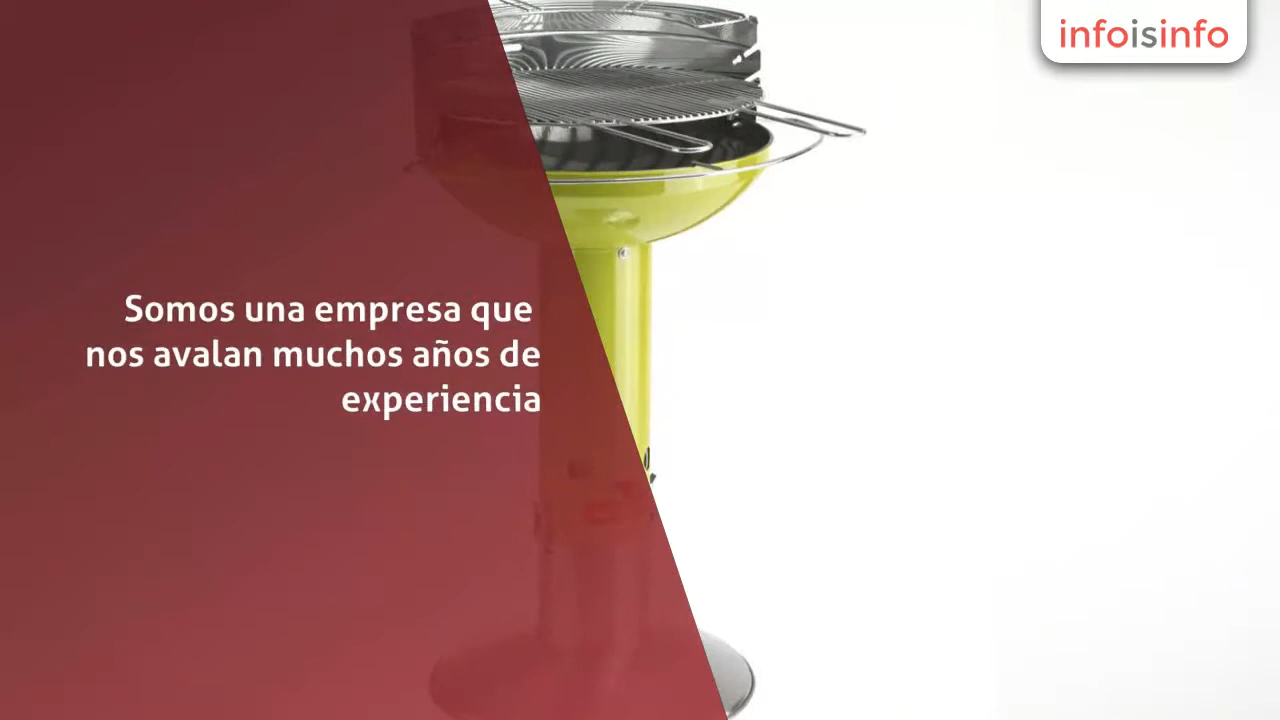 infoisinfo
Somos una empresa que
nos avalan muchos años de
experiencia